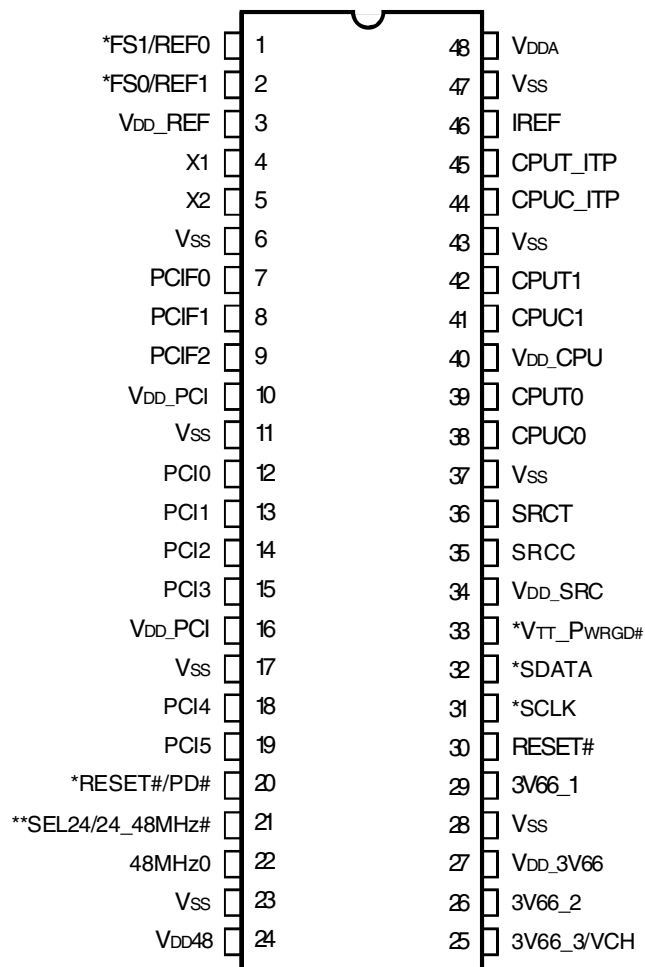 *FS1/REF0 1 48 VDDA
*FS0/REF1 2 47 VSS
VDD_REF 3 46 IREF
X1 4 45 CPUT_ITP
X2 5 44 CPUC_ITP
VSS 6 43 VSS
PCIF0 7 42 CPUT1
PCIF1 8 41 CPUC1
PCIF2 9 40 VDD_CPU
VDD_PCI 10 39 CPUT0
VSS 11 38 CPUC0
PCI0 12 37 VSS
PCI1 13 36 SRCT
PCI2 14 35 SRCC
PCI3 15 34 VDD_SRC
VDD_PCI 16 33 *VTT_PWRGD#
VSS 17 32 *SDATA
PCI4 18 31 *SCLK
PCI5 19 30 RESET#
*RESET#/PD# 20 29 3V66_1
**SEL24/24_48MHz# 21 28 VSS
48MHz0 22 27 VDD_3V66
VSS 23 26 3V66_2
VDD48 24 25 3V66_3/VCH